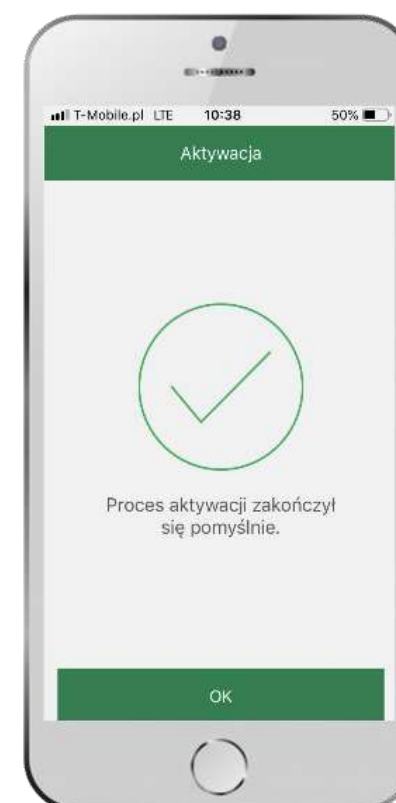 T-Mobile.pl LTE 10:38 50%
Aktywacja
Proces aktywacji zakończył
się pomyślnie.
OK